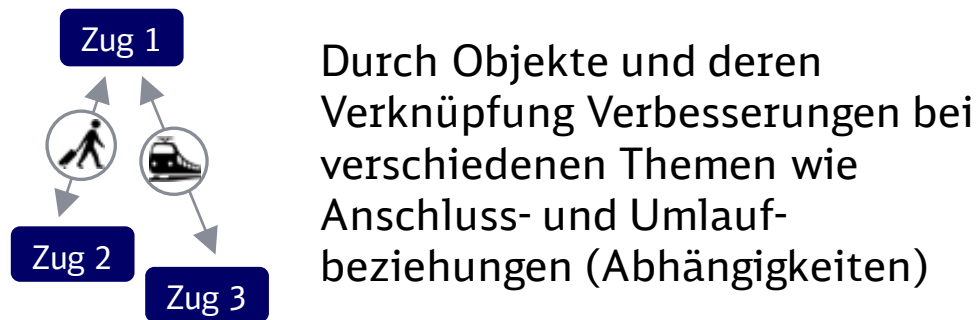 Zug 1
Zug 2
Zug 3
Durch Objekte und deren
Verknüpfung Verbesserungen bei
verschiedenen Themen wie
Anschluss- und Umlauf-
beziehungen (Abhängigkeiten)